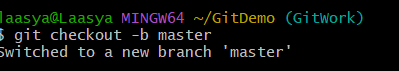 laasya@Laasya MINGW64 ~/GitDemo (GitWork)
$ git checkout -b master
Switched to a new branch 'master'